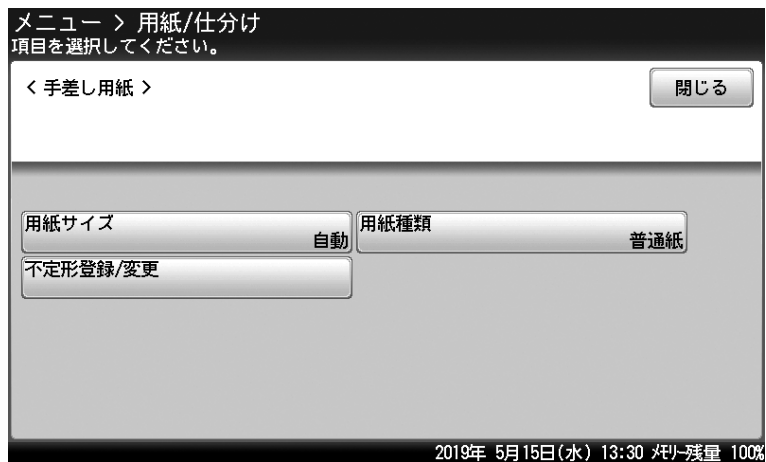 メニュー > 用紙/仕分け
項目を選択してください。
< 手差し用紙 >
閉じる
用紙サイズ
自動
用紙種類
普通紙
不定形登録/変更
2019年 5月15日(水) 13:30 ﾒﾓﾘｰ残量 100%